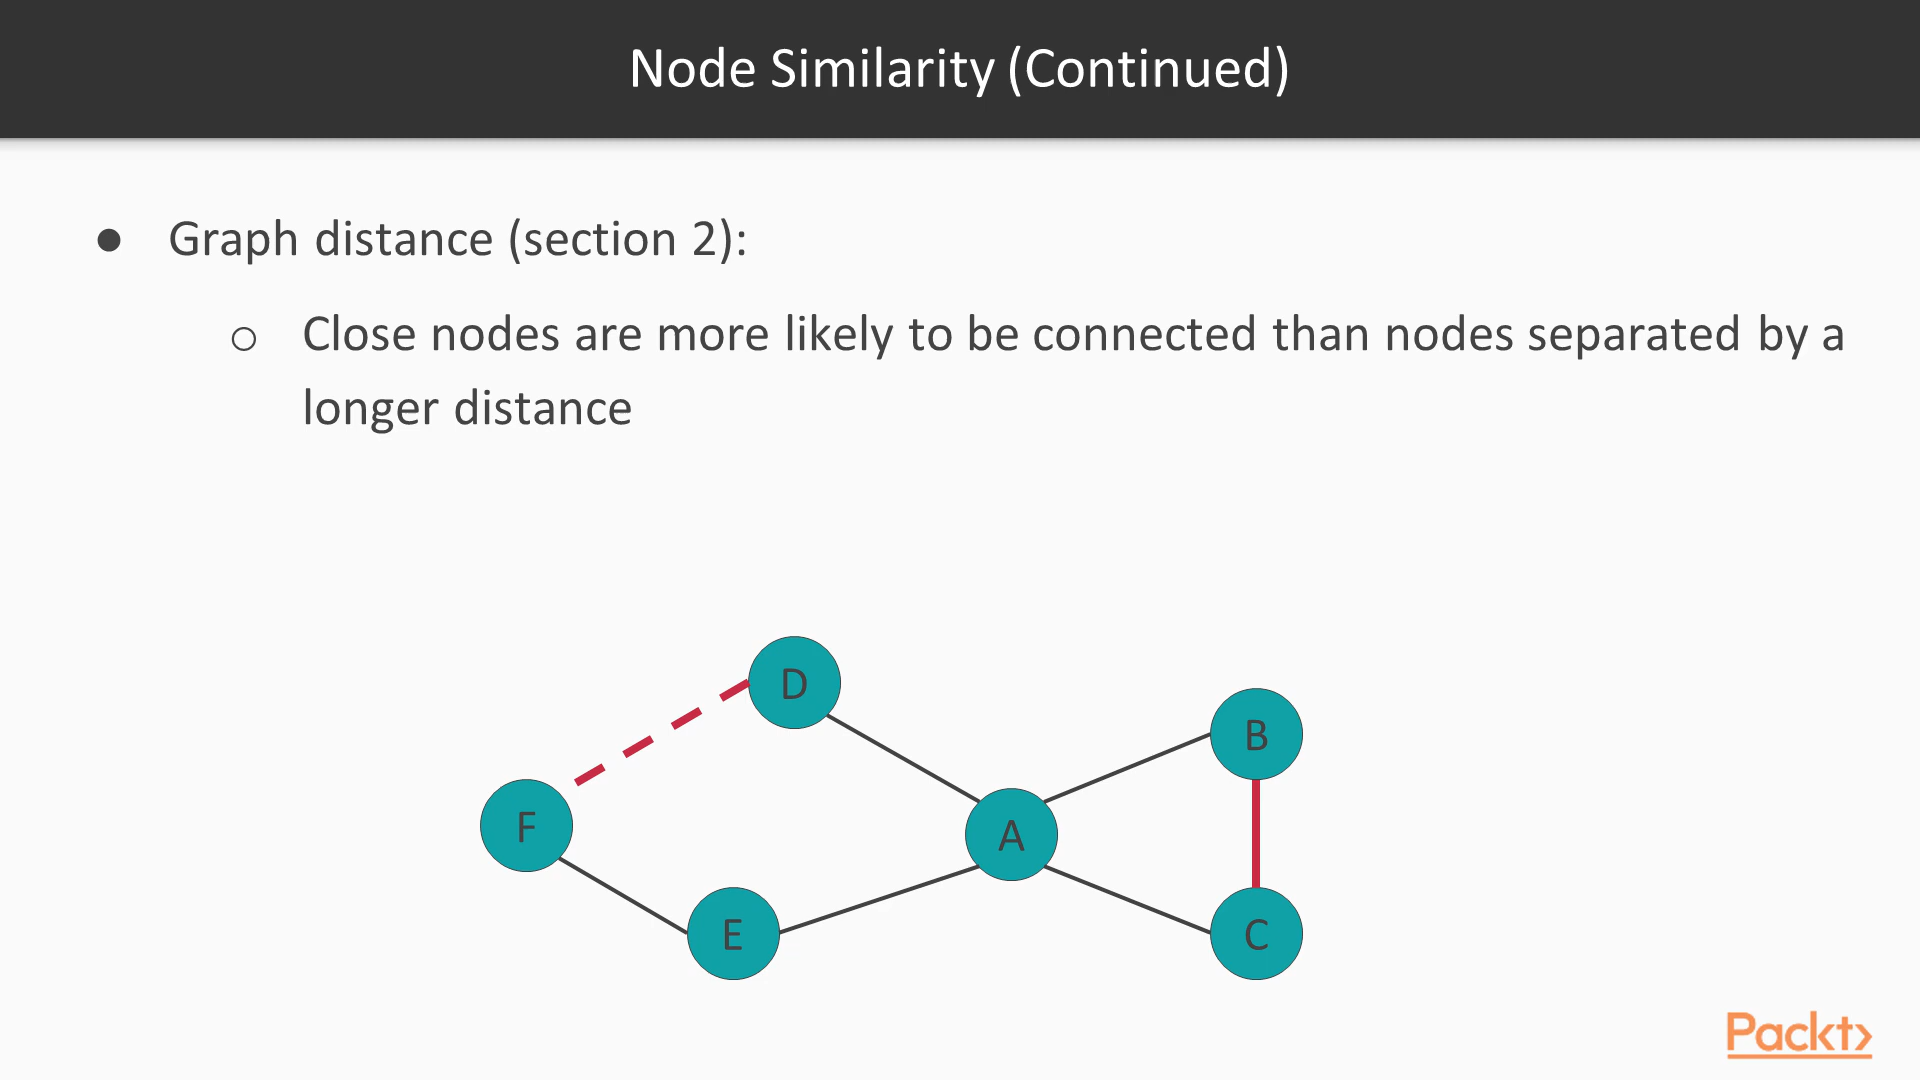 Node Similarity (Continued)
● Graph distance (section 2):
○ Close nodes are more likely to be connected than nodes separated by a
longer distance
D
B
F
A
E
C
Packt>